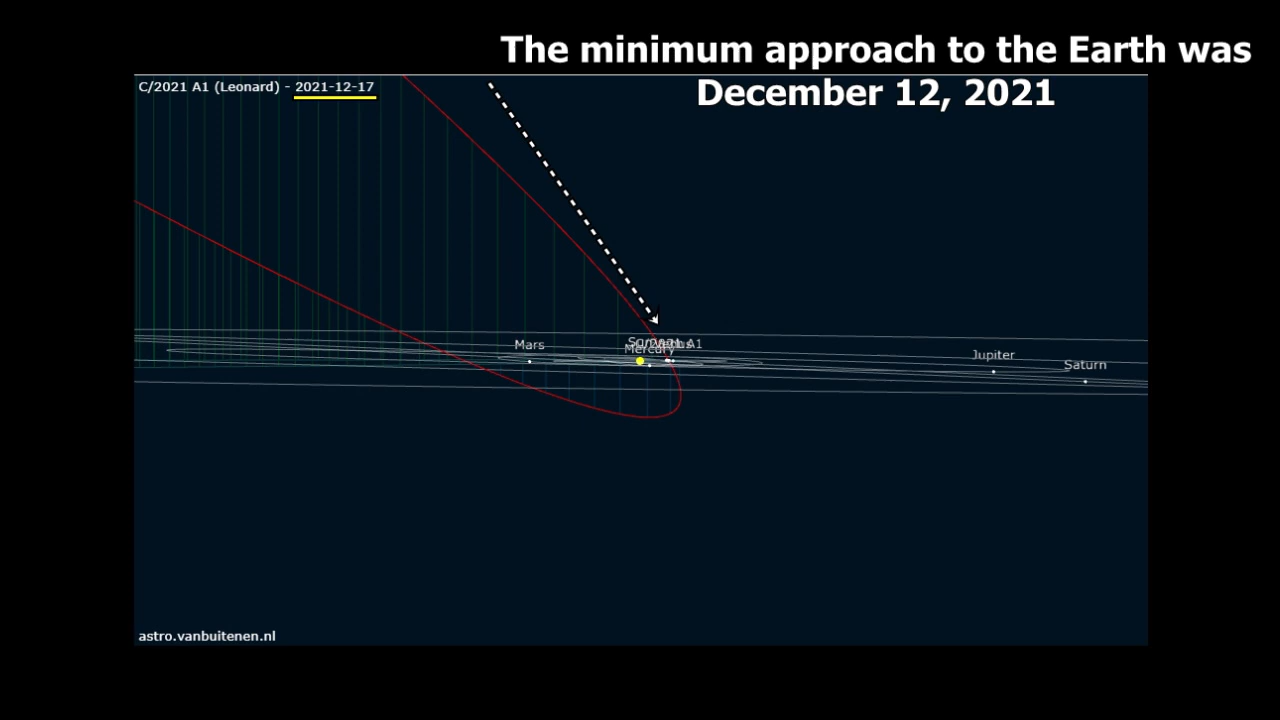 The minimum approach to the Earth was
December 12, 2021
C/2021 A1 (Leonard) - 2021-12-17
Mars
Mercury
Jupiter
Saturn
astro.vanbuitenen.nl